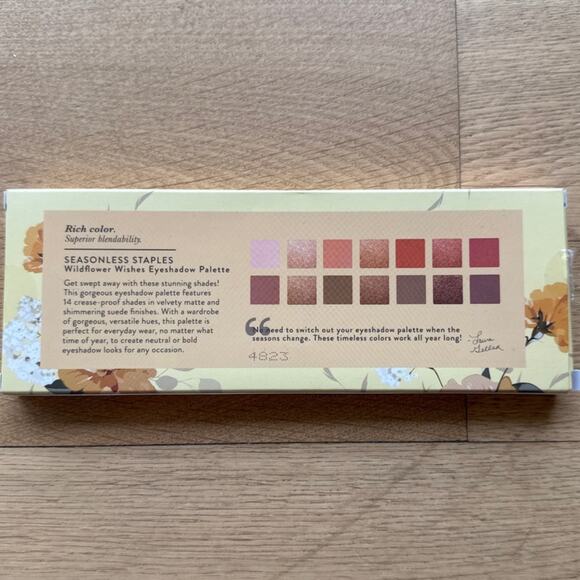 Rich color.
Superior blendability.
SEASONLESS STAPLES
Wildflower Wishes Eyeshadow Palette
Get swept away with these stunning shades!
This gorgeous eyeshadow palette features
14 crease-proof shades in velvety matte and
shimmering suede finishes. With a wardrobe
of gorgeous, versatile hues, this palette is
perfect for everyday wear, no matter what
time of year, to create neutral or bold
eyeshadow looks for any occasion.
“No need to switch out your eyeshadow palette when the
seasons change. These timeless colors work all year long!
Laura
Geller
4823